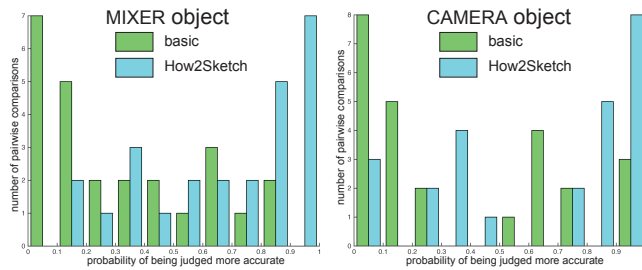 MIXER object
basic
How2Sketch
number of pairwise comparisons
7
6
5
4
3
2
1
0 0.1 0.2 0.3 0.4 0.5 0.6 0.7 0.8 0.9 1
probability of being judged more accurate
CAMERA object
basic
How2Sketch
number of pairwise comparisons
8
7
6
5
4
3
2
1
0 0.1 0.2 0.3 0.4 0.5 0.6 0.7 0.8 0.9
probability of being judged more accurate